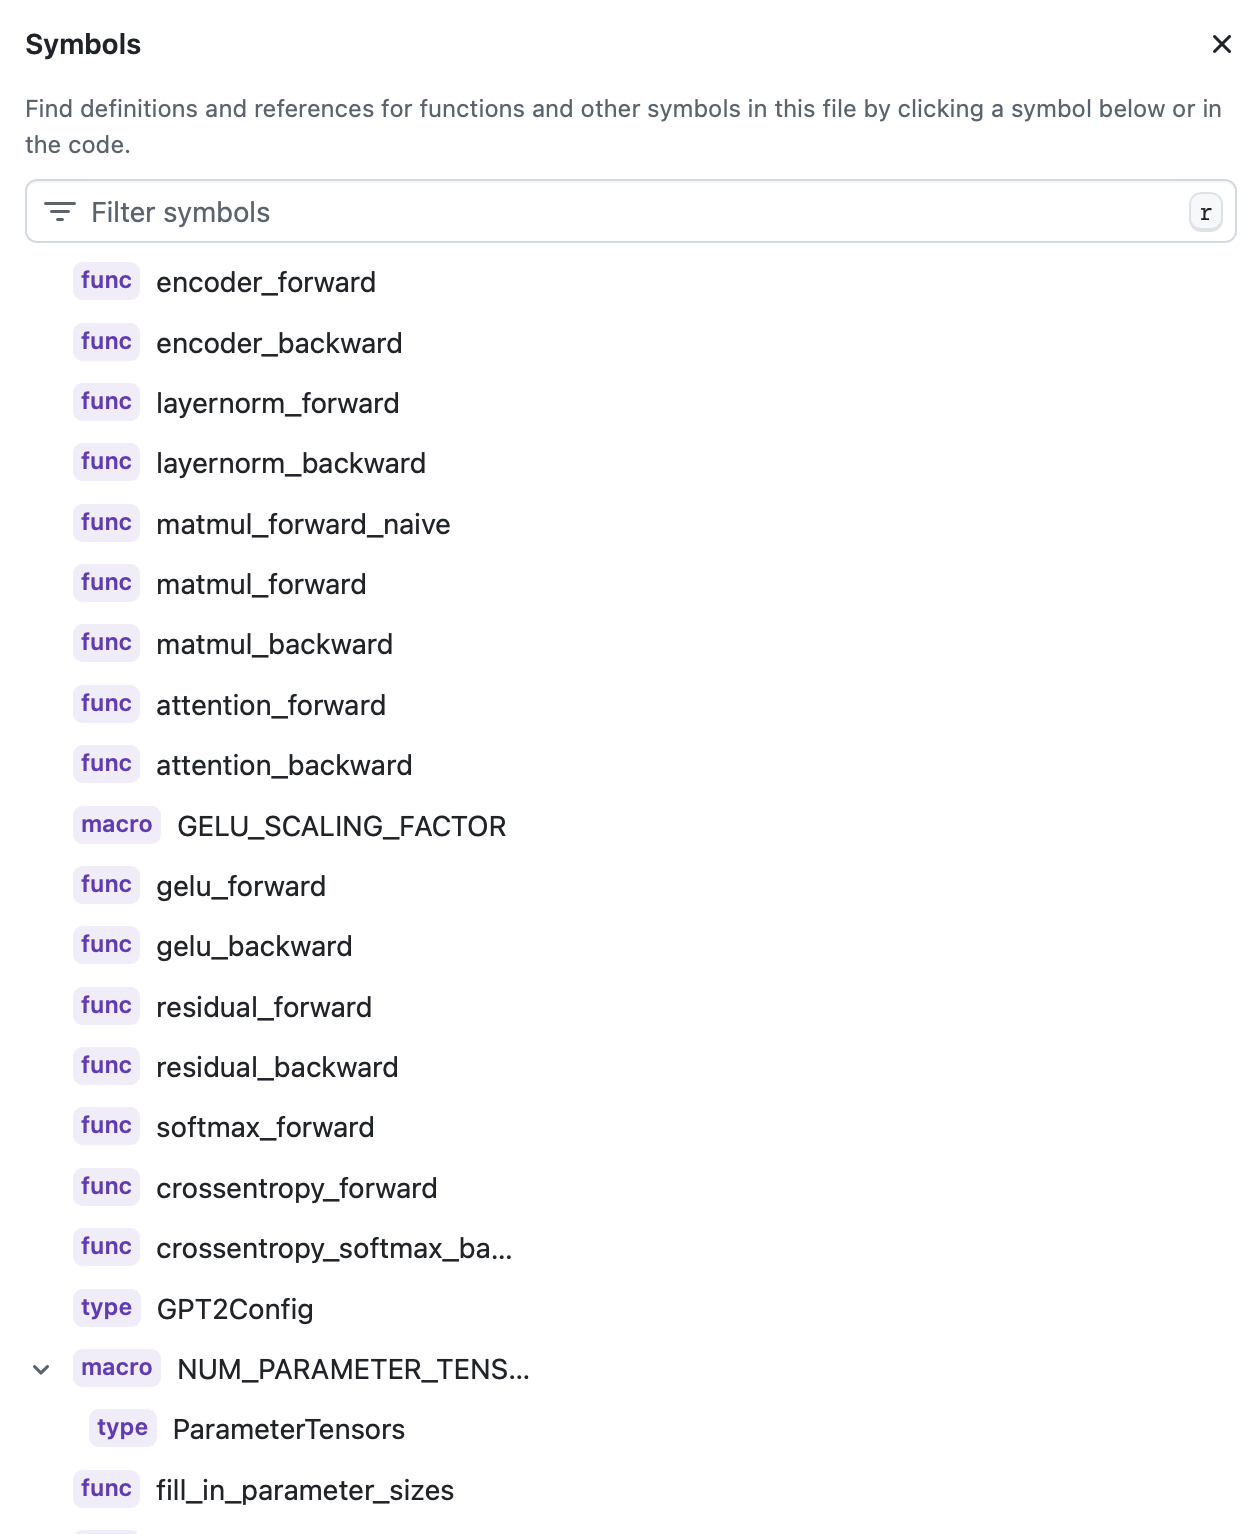 Symbols
Find definitions and references for functions and other symbols in this file by clicking a symbol below or in
the code.
Filter symbols r
func encoder_forward
func encoder_backward
func layernorm_forward
func layernorm_backward
func matmul_forward_naive
func matmul_forward
func matmul_backward
func attention_forward
func attention_backward
macro GELU_SCALING_FACTOR
func gelu_forward
func gelu_backward
func residual_forward
func residual_backward
func softmax_forward
func crossentropy_forward
func crossentropy_softmax_ba...
type GPT2Config
macro NUM_PARAMETER_TENS...
type ParameterTensors
func fill_in_parameter_sizes